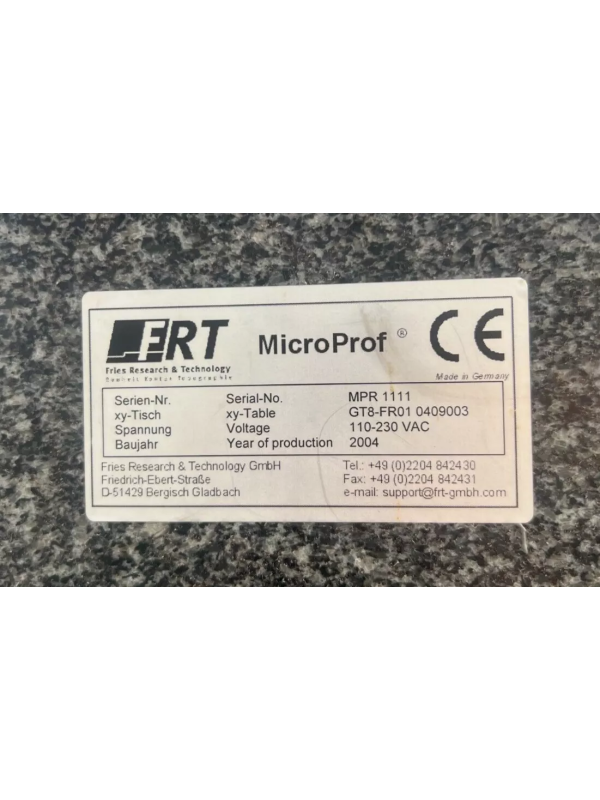 FRT MicroProf ® CE
Fries Research & Technology
Rauheit Kontur Topographie
Made in Germany
Serien-Nr. Serial-No. MPR 1111
xy-Tisch xy-Table GT8-FR01 0409003
Spannung Voltage 110-230 VAC
Baujahr Year of production 2004
Fries Research & Technology GmbH Tel.: +49 (0)2204 842430
Friedrich-Ebert-Straße Fax: +49 (0)2204 842431
D-51429 Bergisch Gladbach e-mail: support@frt-gmbh.com